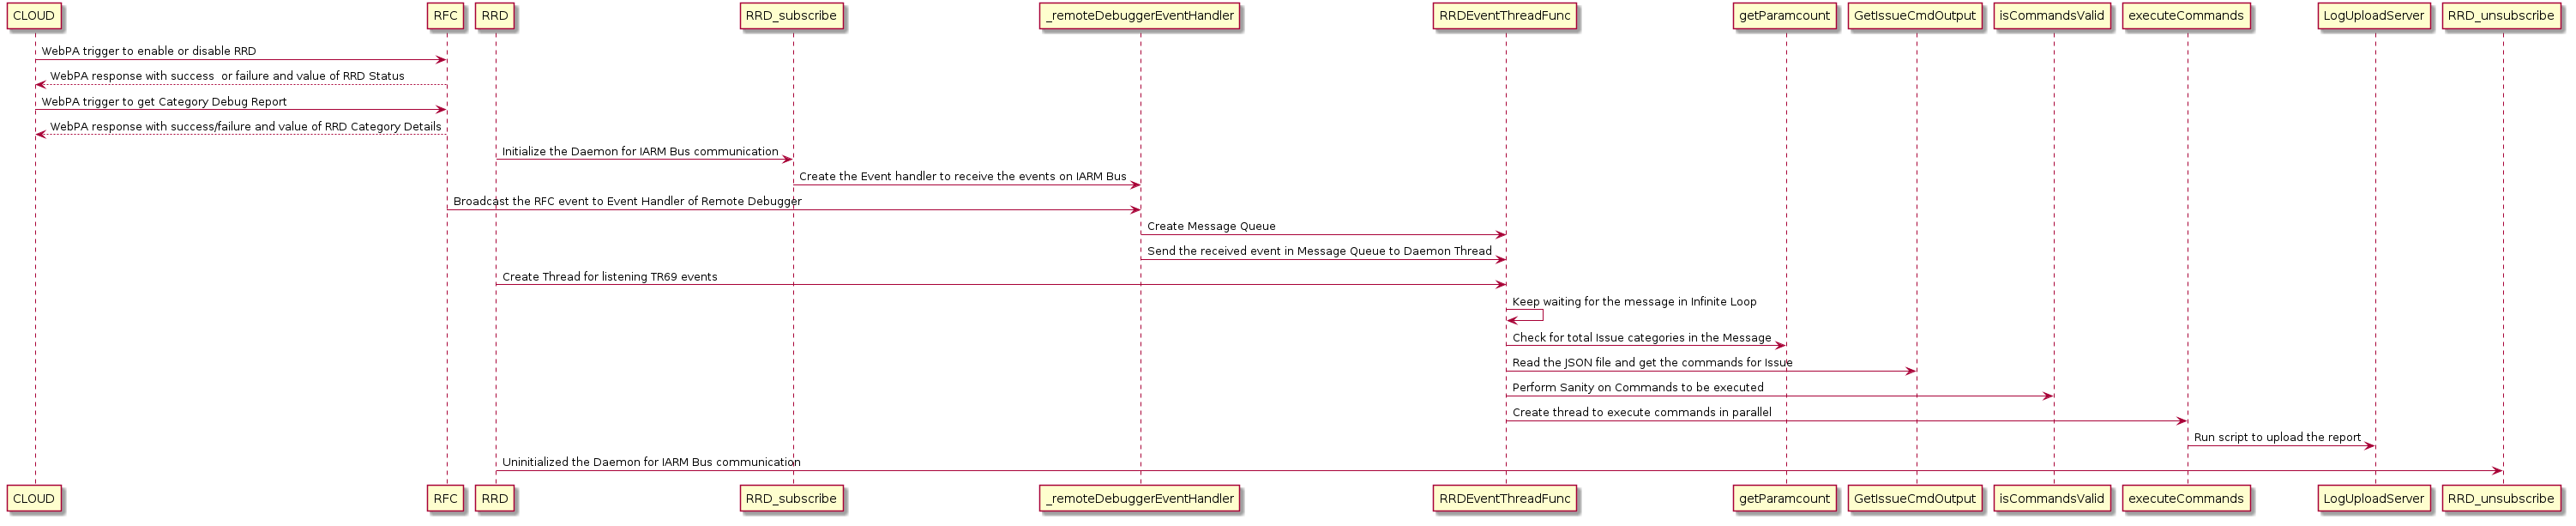 CLOUD
RFC
RRD
RRD_subscribe
_remoteDebuggerEventHandler
RRDEventThreadFunc
getParamcount
GetIssueCmdOutput
isCommandsValid
executeCommands
LogUploadServer
RRD_unsubscribe
WebPA trigger to enable or disable RRD
WebPA response with success  or failure and value of RRD Status
WebPA trigger to get Category Debug Report
WebPA response with success/failure and value of RRD Category Details
Initialize the Daemon for IARM Bus communication
Create the Event handler to receive the events on IARM Bus
Broadcast the RFC event to Event Handler of Remote Debugger
Create Message Queue
Send the received event in Message Queue to Daemon Thread
Create Thread for listening TR69 events
Keep waiting for the message in Infinite Loop
Check for total Issue categories in the Message
Read the JSON file and get the commands for Issue
Perform Sanity on Commands to be executed
Create thread to execute commands in parallel
Run script to upload the report
Uninitialized the Daemon for IARM Bus communication
CLOUD
RFC
RRD
RRD_subscribe
_remoteDebuggerEventHandler
RRDEventThreadFunc
getParamcount
GetIssueCmdOutput
isCommandsValid
executeCommands
LogUploadServer
RRD_unsubscribe